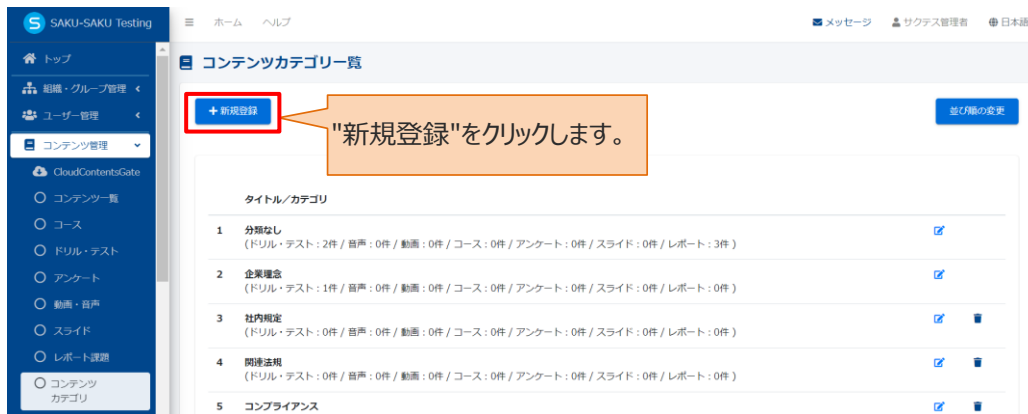 S SAKU-SAKU Testing
ホーム ヘルプ
メッセージ サクテス管理者 日本語
トップ
組織・グループ管理
ユーザー管理
コンテンツ管理
CloudContentsGate
コンテンツ一覧
コース
ドリル・テスト
アンケート
動画・音声
スライド
レポート課題
コンテンツ
カテゴリ
コンテンツカテゴリ一覧
+ 新規登録
"新規登録"をクリックします。
並び順の変更
タイトル／カテゴリ
1 分類なし
(ドリル・テスト : 2件 / 音声 : 0件 / 動画 : 0件 / コース : 0件 / アンケート : 0件 / スライド : 0件 / レポート : 3件 )
2 企業理念
(ドリル・テスト : 1件 / 音声 : 0件 / 動画 : 0件 / コース : 0件 / アンケート : 0件 / スライド : 0件 / レポート : 0件 )
3 社内規定
(ドリル・テスト : 0件 / 音声 : 0件 / 動画 : 0件 / コース : 0件 / アンケート : 0件 / スライド : 0件 / レポート : 0件 )
4 関連法規
(ドリル・テスト : 0件 / 音声 : 0件 / 動画 : 0件 / コース : 0件 / アンケート : 0件 / スライド : 0件 / レポート : 0件 )
5 コンプライアンス